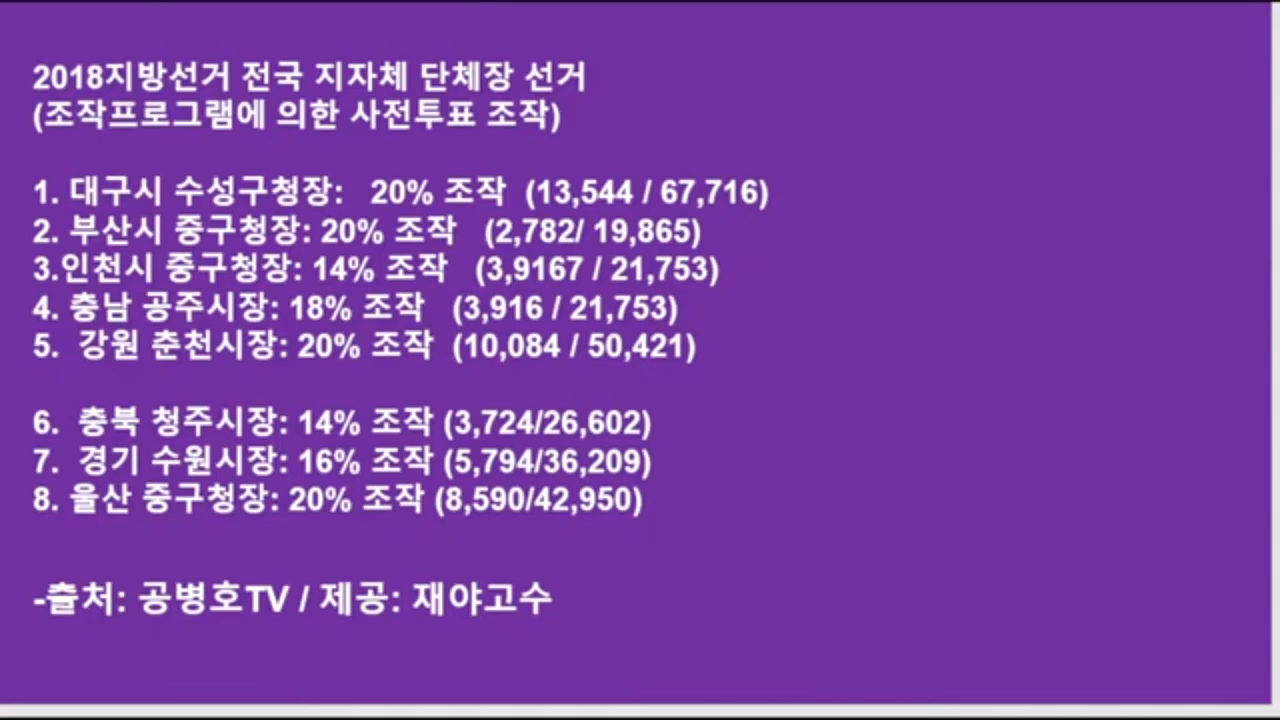 2018지방선거 전국 지자체 단체장 선거
(조작프로그램에 의한 사전투표 조작)
1. 대구시 수성구청장: 20% 조작 (13,544 / 67,716)
2. 부산시 중구청장: 20% 조작 (2,782/ 19,865)
3.인천시 중구청장: 14% 조작 (3,9167 / 21,753)
4. 충남 공주시장: 18% 조작 (3,916 / 21,753)
5. 강원 춘천시장: 20% 조작 (10,084 / 50,421)
6. 충북 청주시장: 14% 조작 (3,724/26,602)
7. 경기 수원시장: 16% 조작 (5,794/36,209)
8. 울산 중구청장: 20% 조작 (8,590/42,950)
-출처: 공병호TV / 제공: 재야고수